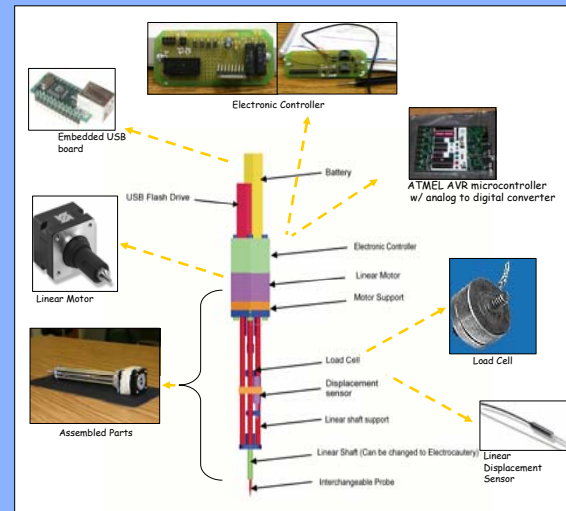 Electronic Controller
Embedded USB
board
ATMEL AVR microcontroller
w/ analog to digital converter
Battery
USB Flash Drive
Electronic Controller
Linear Motor
Motor Support
Linear Motor
Load Cell
Load Cell
Displacement
sensor
Linear shaft support
Assembled Parts
Linear Shaft (Can be changed to Electrocautery)
Linear
Displacement
Sensor
Interchangeable Probe